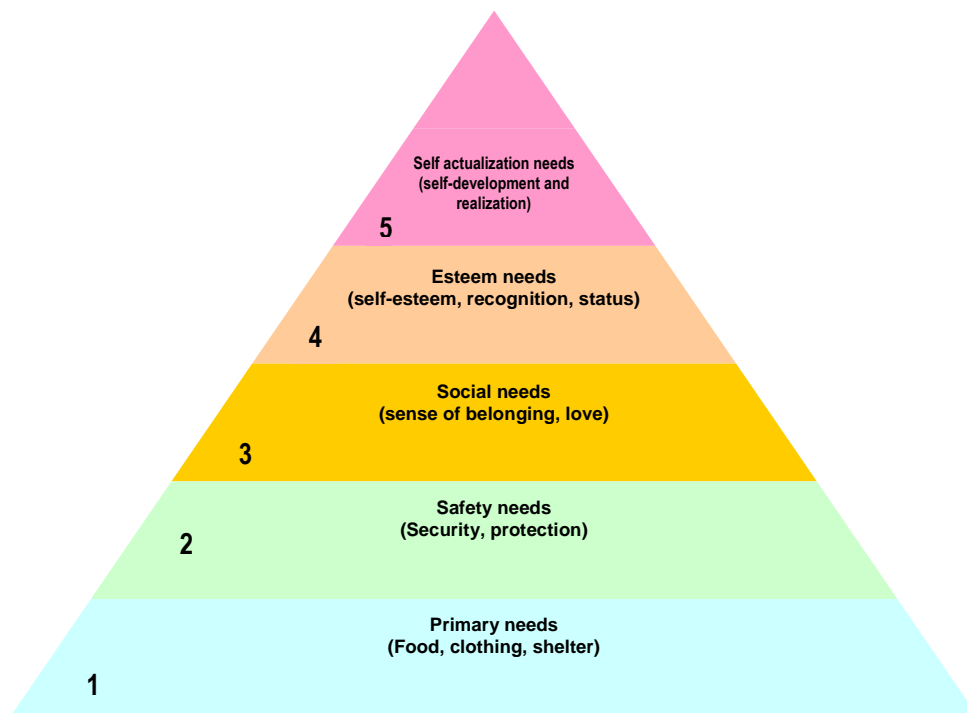 Self actualization needs
(self-development and
realization)
5
Esteem needs
(self-esteem, recognition, status)
4
Social needs
(sense of belonging, love)
3
Safety needs
(Security, protection)
2
Primary needs
(Food, clothing, shelter)
1